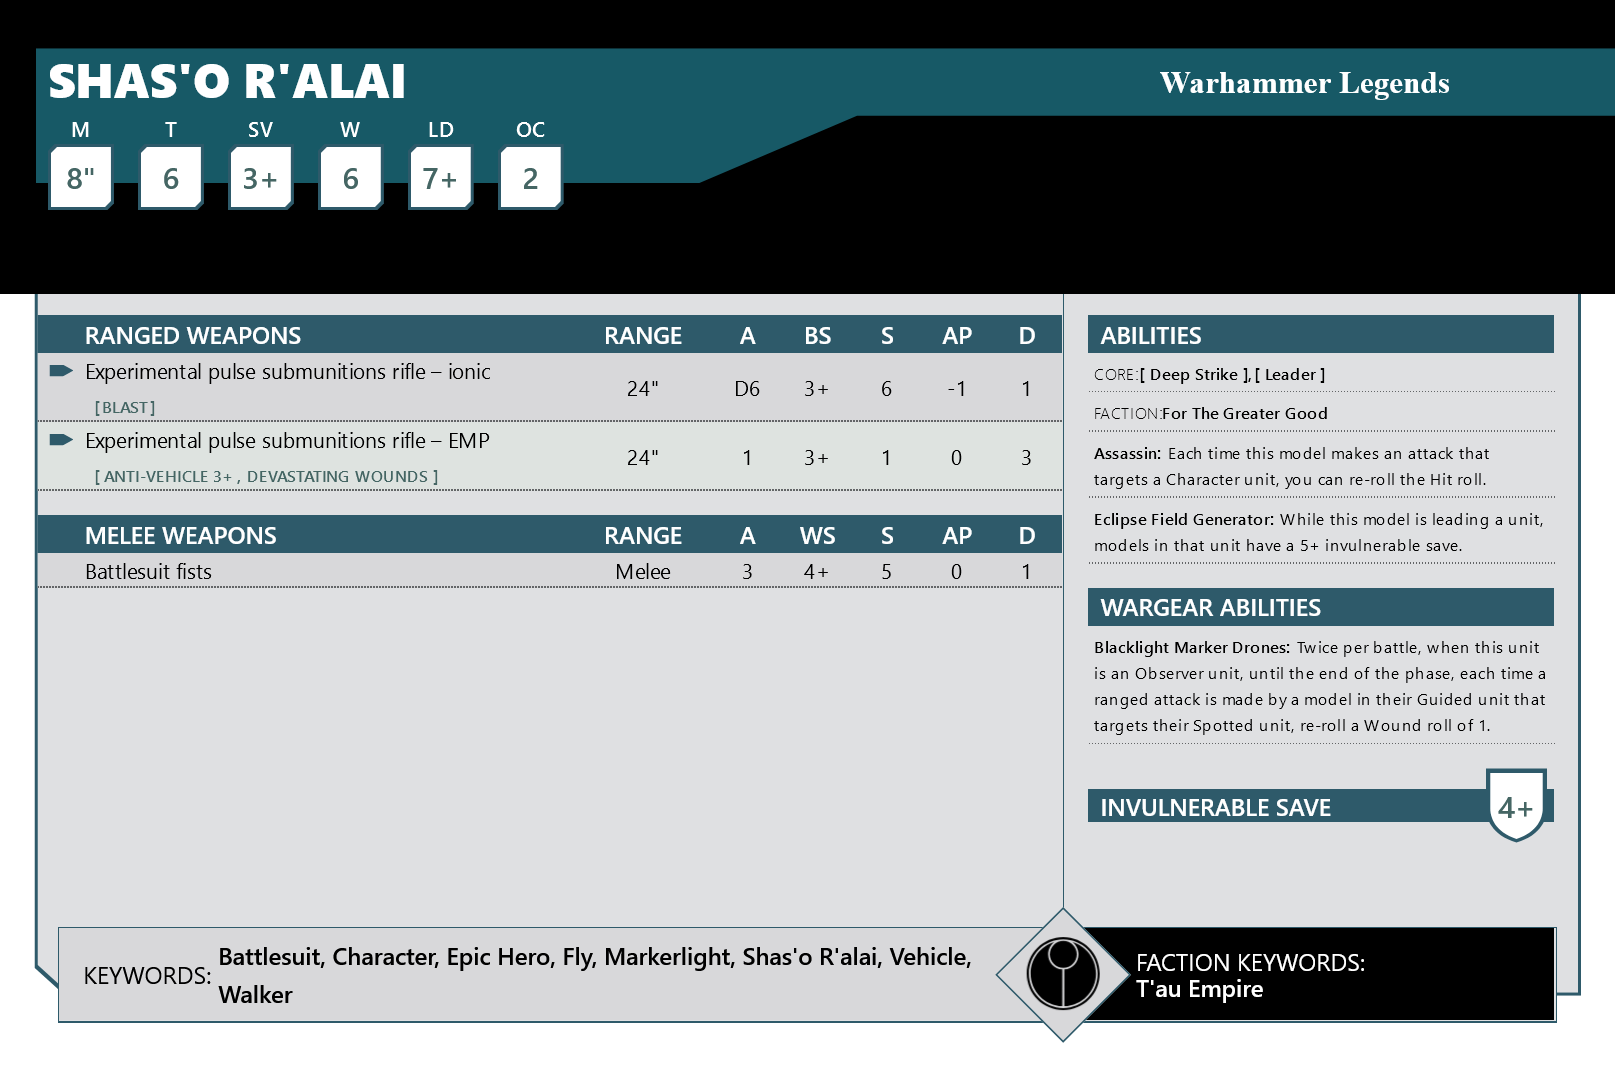 SHAS'O R'ALAI
Warhammer Legends
M T SV W LD OC
8" 6 3+ 6 7+ 2
RANGED WEAPONS RANGE A BS S AP D
Experimental pulse submunitions rifle – ionic
[BLAST]
24" D6 3+ 6 -1 1
Experimental pulse submunitions rifle – EMP
[ ANTI-VEHICLE 3+ , DEVASTATING WOUNDS ]
24" 1 3+ 1 0 3
MELEE WEAPONS RANGE A WS S AP D
Battlesuit fists Melee 3 4+ 5 0 1
ABILITIES
CORE:[ Deep Strike ],[ Leader ]
FACTION:For The Greater Good
Assassin: Each time this model makes an attack that
targets a Character unit, you can re-roll the Hit roll.
Eclipse Field Generator: While this model is leading a unit,
models in that unit have a 5+ invulnerable save.
WARGEAR ABILITIES
Blacklight Marker Drones: Twice per battle, when this unit
is an Observer unit, until the end of the phase, each time a
ranged attack is made by a model in their Guided unit that
targets their Spotted unit, re-roll a Wound roll of 1.
INVULNERABLE SAVE 4+
KEYWORDS: Battlesuit, Character, Epic Hero, Fly, Markerlight, Shas'o R'alai, Vehicle,
Walker
FACTION KEYWORDS:
T'au Empire